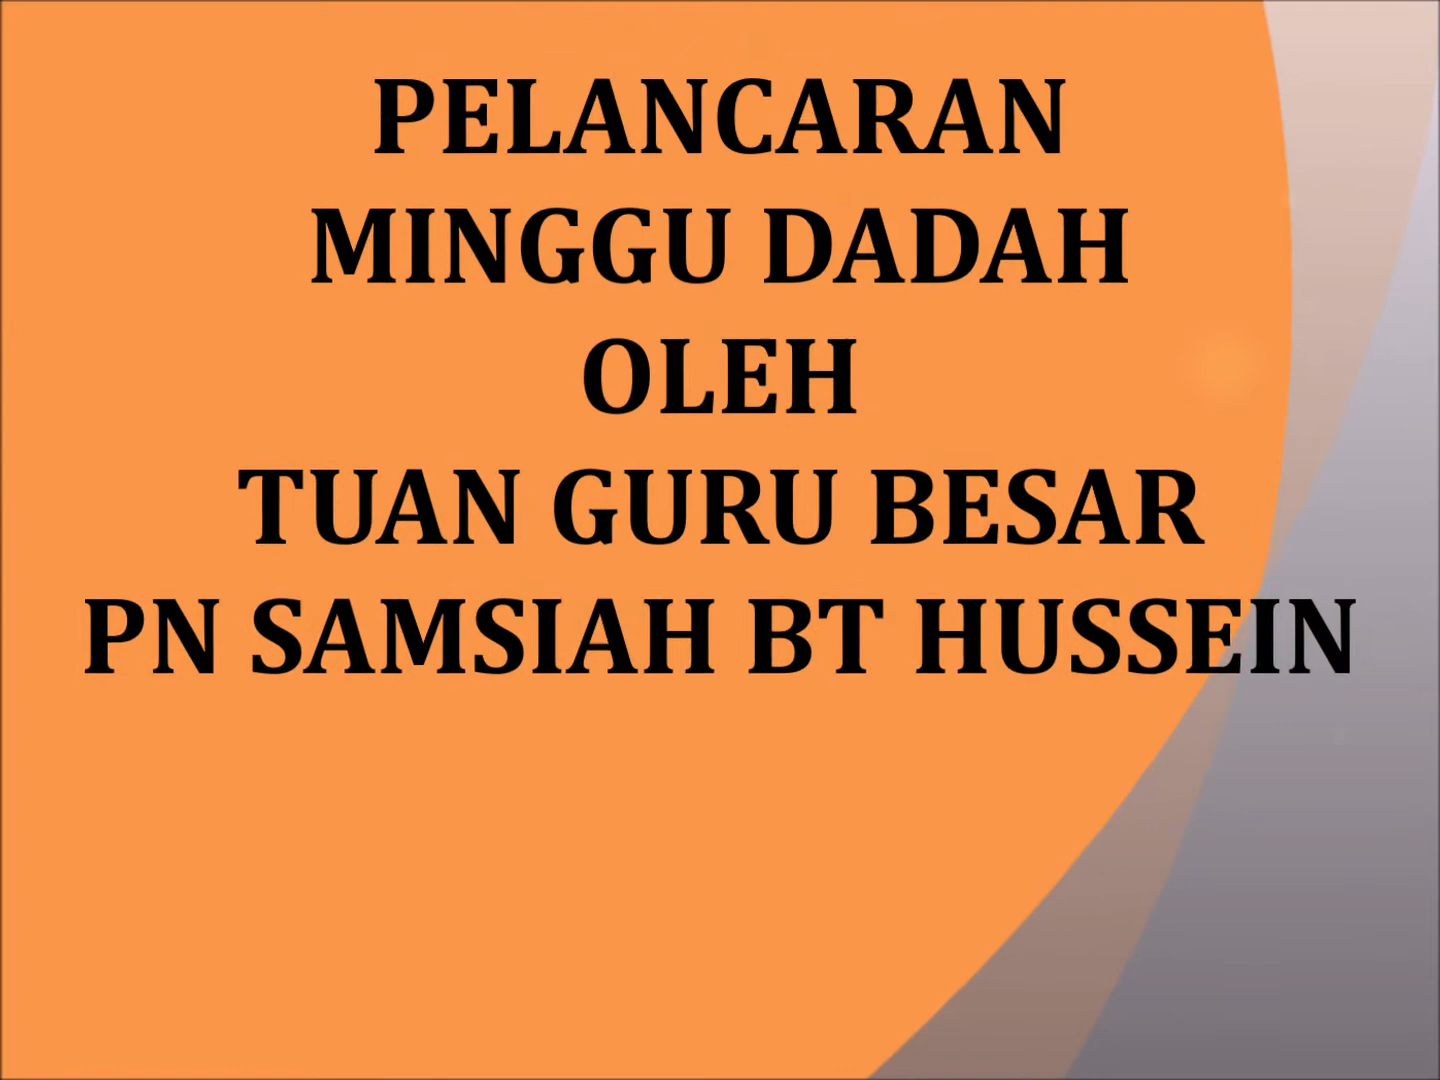 PELANCARAN
MINGGU DADAH
OLEH
TUAN GURU BESAR
PN SAMSIAH BT HUSSEIN